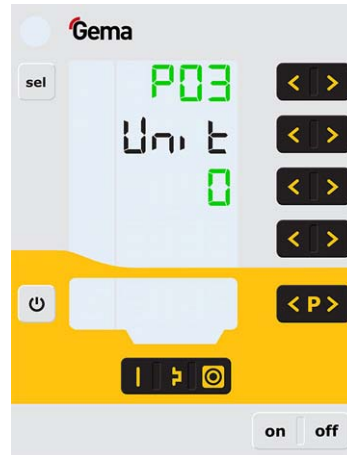 Gema
sel
P03
Unit
0
< >
< >
< >
< >
< P >
on off